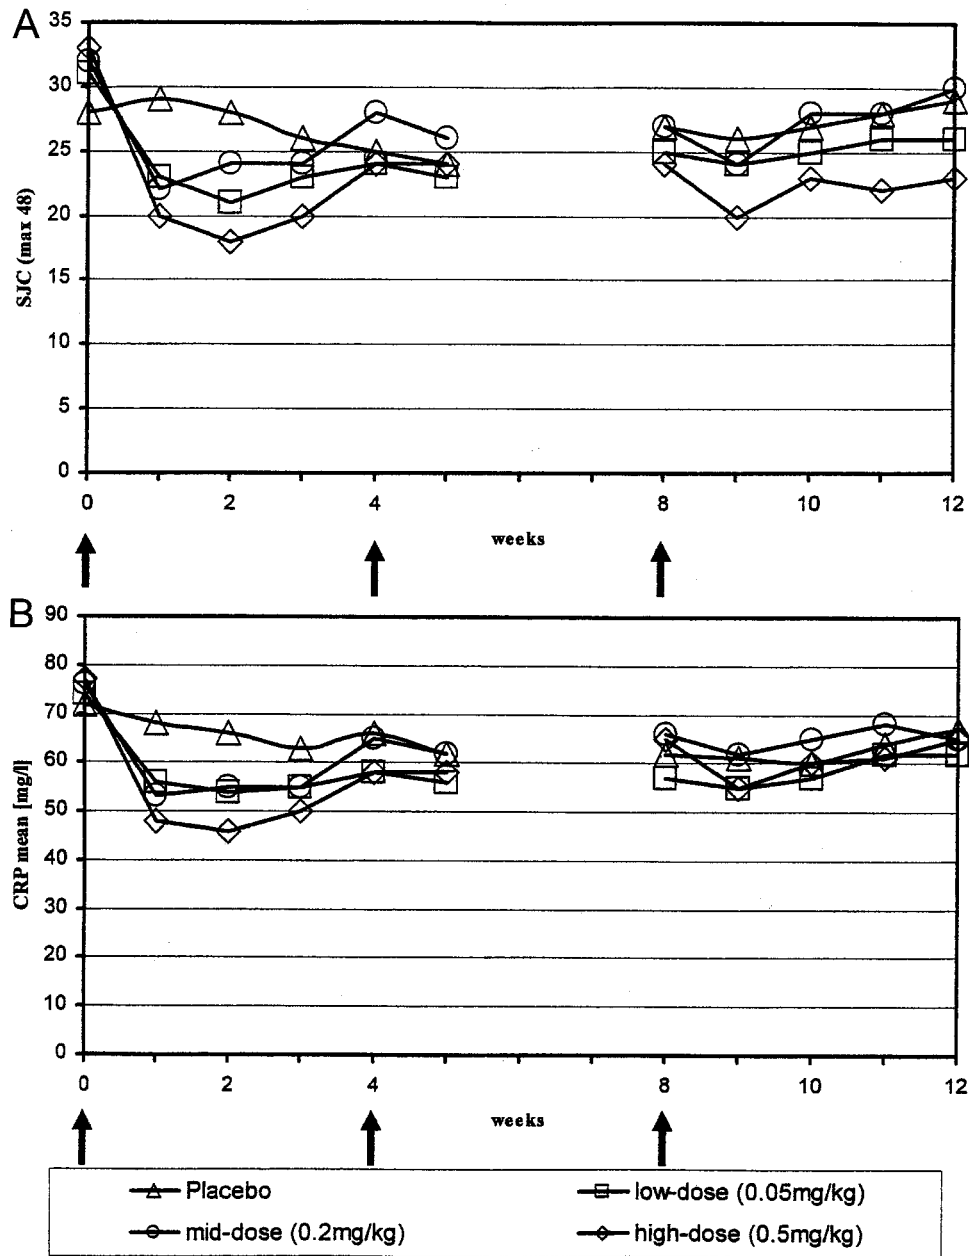 A
35
30
25
20
15
10
5
0
SJC (max 48)
0 2 4 8 10 12
weeks
B
90
80
70
60
50
40
30
20
10
0
CRP mean [mg/l]
0 2 4 8 10 12
weeks
Placebo low-dose (0.05mg/kg)
mid-dose (0.2mg/kg) high-dose (0.5mg/kg)